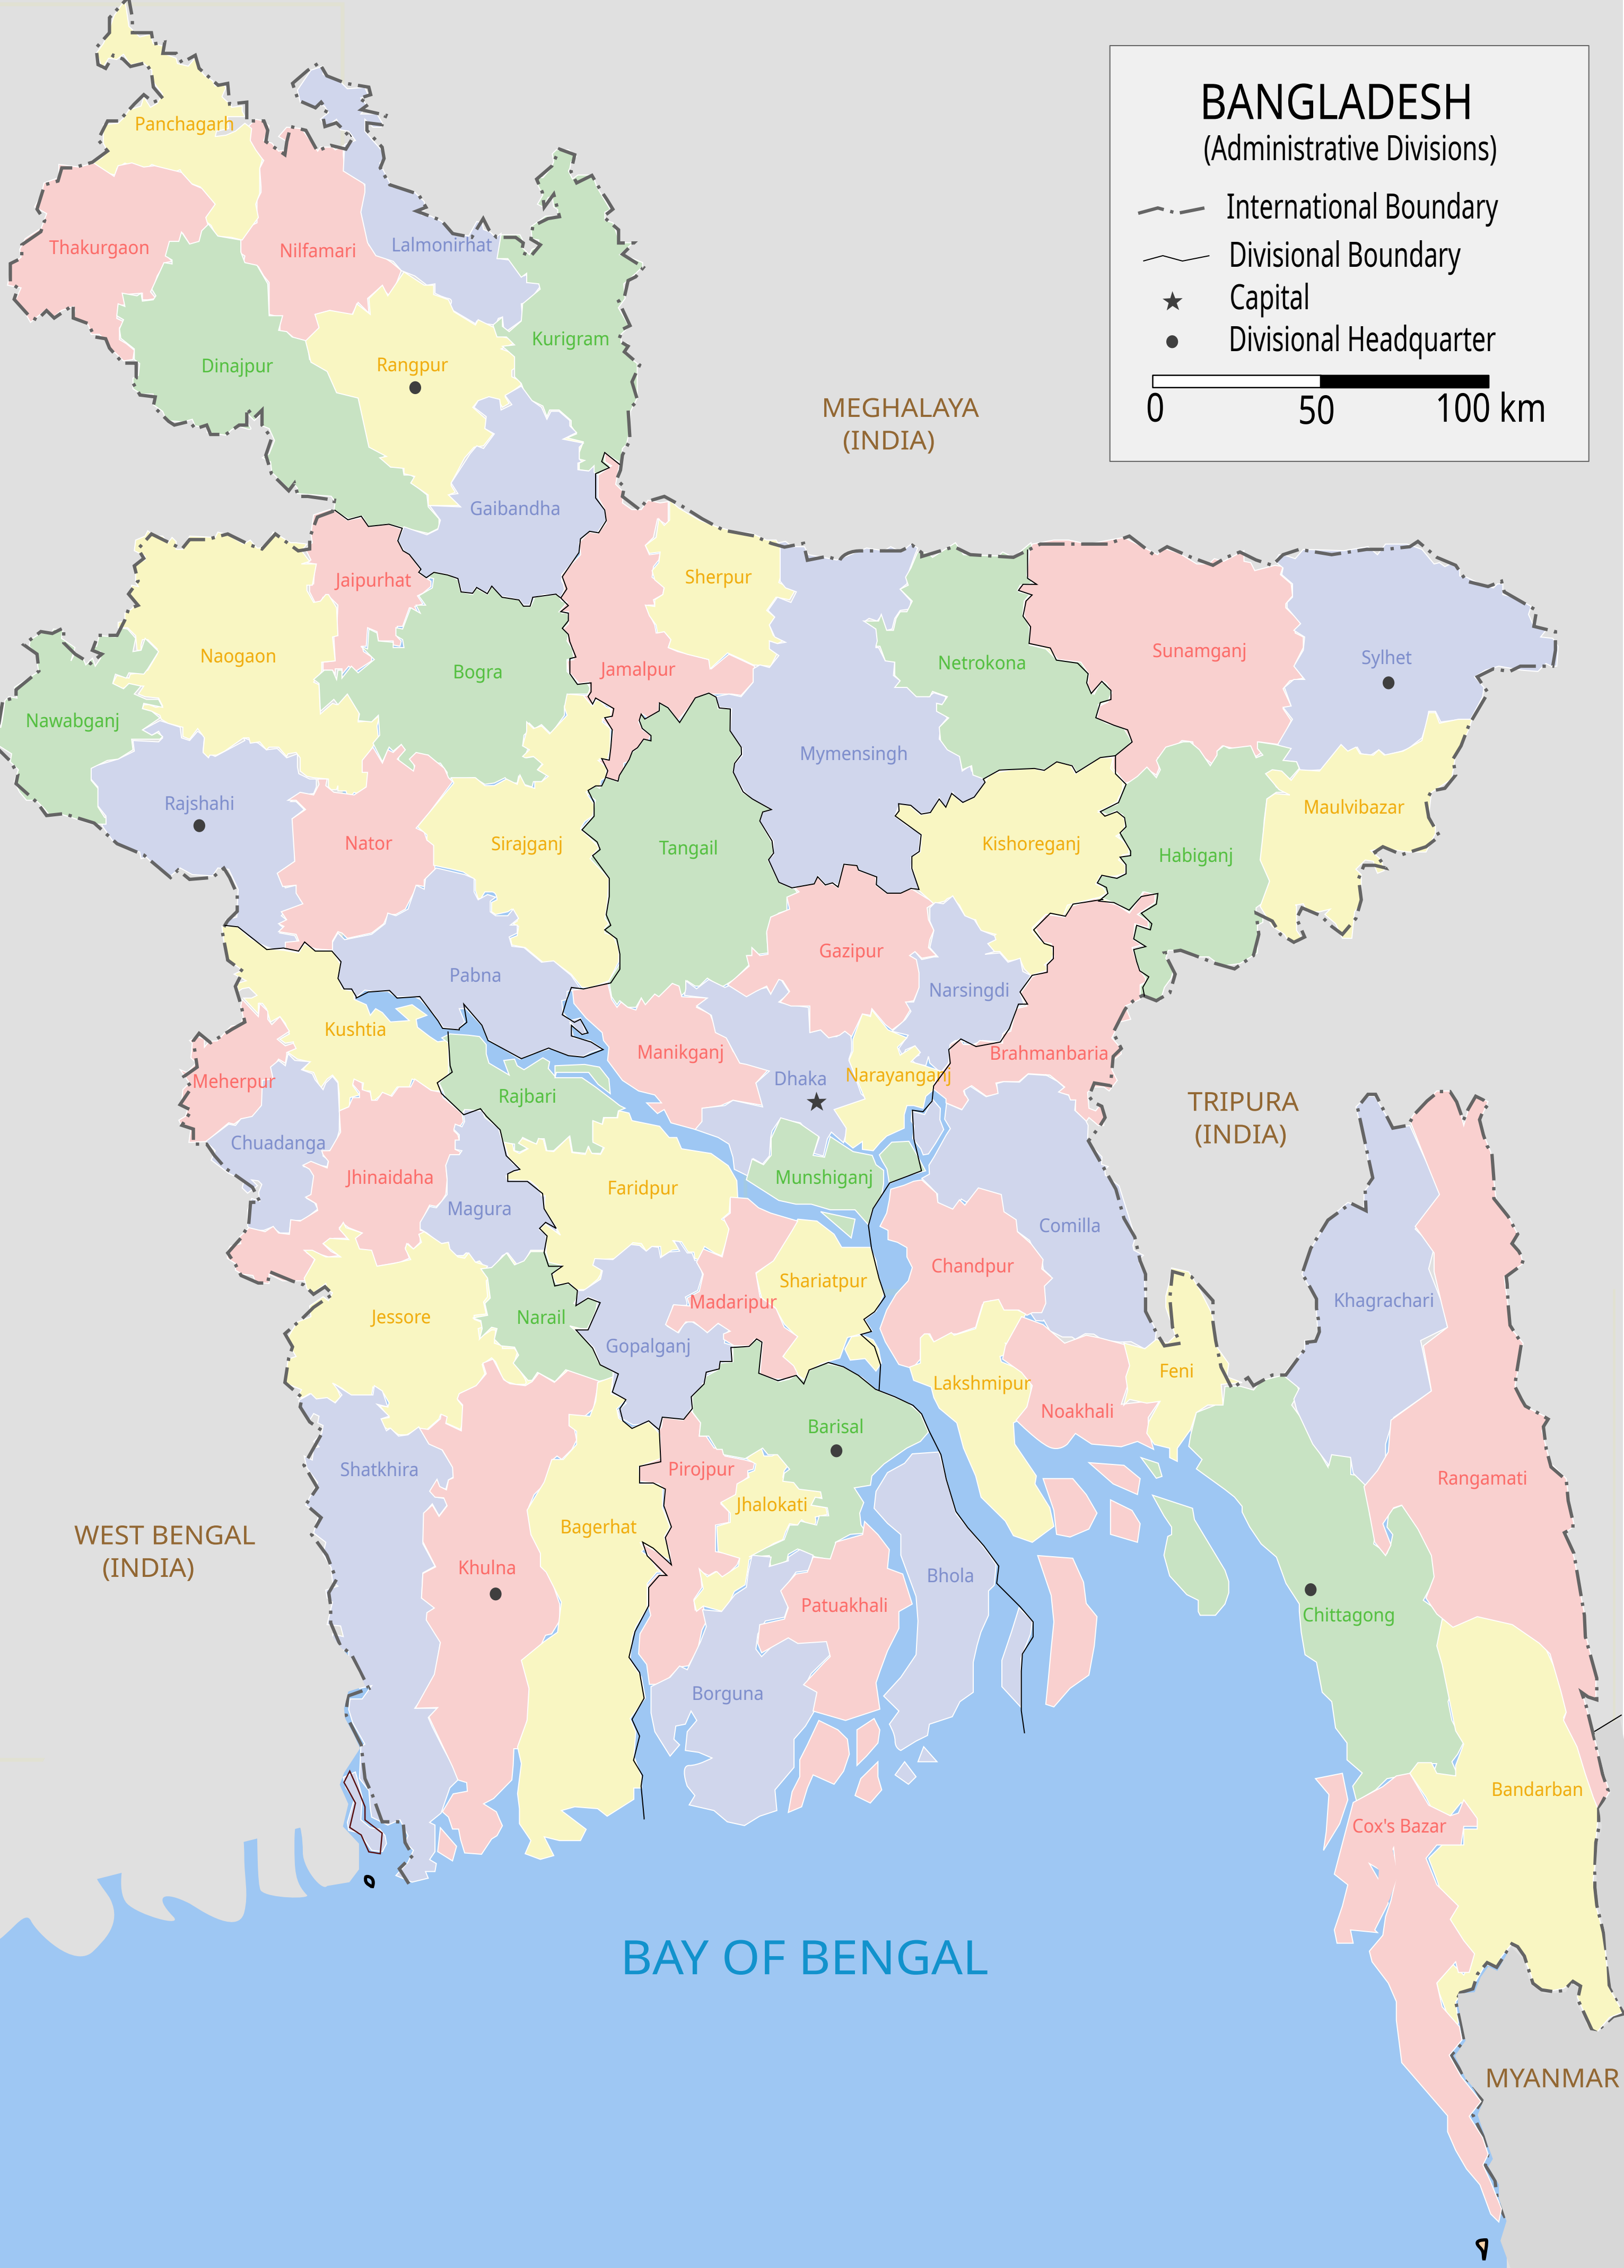 BANGLADESH
(Administrative Divisions)
International Boundary
Divisional Boundary
Capital
Divisional Headquarter
0 50 100 km
Panchagarh
Thakurgaon
Nilfamari
Lalmonirhat
Dinajpur
Rangpur
Kurigram
MEGHALAYA
(INDIA)
Gaibandha
Jaipurhat
Sherpur
Naogaon
Bogra
Jamalpur
Netrokona
Sunamganj
Sylhet
Nawabganj
Mymensingh
Rajshahi
Nator
Sirajganj
Tangail
Kishoreganj
Habiganj
Maulvibazar
Pabna
Gazipur
Narsingdi
Kushtia
Manikganj
Brahmanbaria
Meherpur
Rajbari
Dhaka
Narayanganj
TRIPURA
(INDIA)
Chuadanga
Jhinaidaha
Magura
Faridpur
Munshiganj
Comilla
Chandpur
Shariatpur
Madaripur
Khagrachari
Jessore
Narail
Gopalganj
Lakshmipur
Noakhali
Feni
Barisal
Shatkhira
Pirojpur
Jhalokati
Rangamati
WEST BENGAL
(INDIA)
Bagerhat
Khulna
Bhola
Patuakhali
Chittagong
Borguna
Bandarban
Cox's Bazar
BAY OF BENGAL
MYANMAR